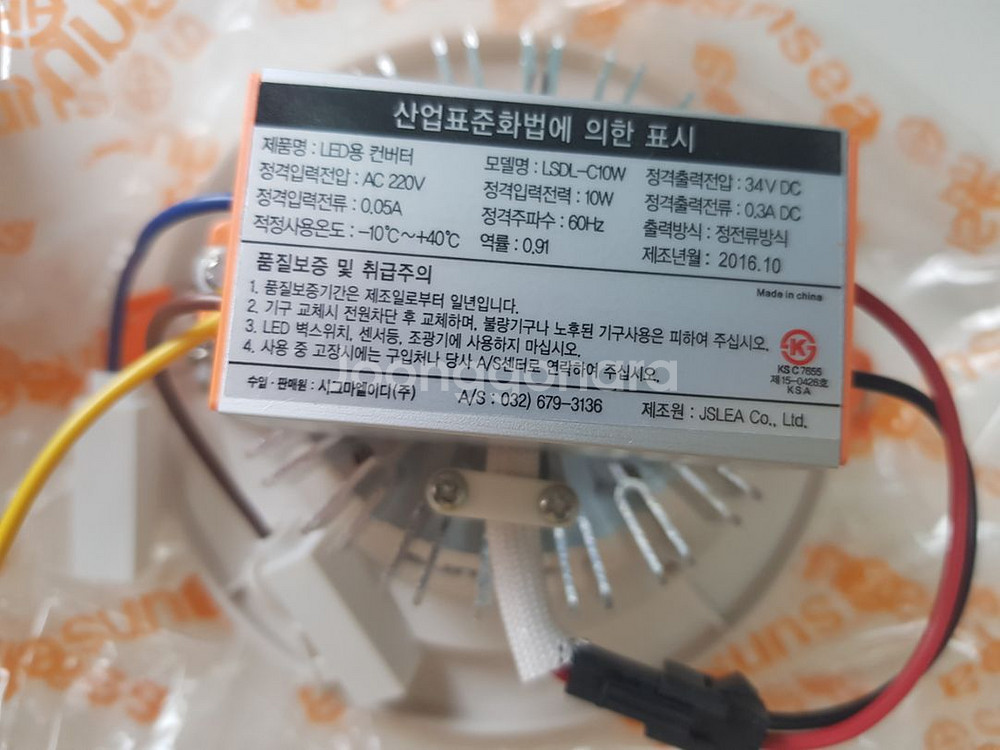 산업표준화법에 의한 표시
제품명 : LED용 컨버터 모델명 : LSDL-C10W 정격출력전압 : 34V DC
정격입력전압 : AC 220V 정격입력전력 : 10W 정격출력전류 : 0.3A DC
정격입력전류 : 0.05A 정격주파수 : 60Hz 출력방식 : 정전류방식
적정사용온도 : -10℃~+40℃ 역률 : 0.91 제조년월 : 2016.10
품질보증 및 취급주의
Made in china
1. 품질보증기간은 제조일로부터 일년입니다.
2. 기구 교체시 전원차단 후 교체하며, 불량기구나 노후된 기구사용은 피하여 주십시오.
3. LED 벽스위치, 센서등, 조광기에 사용하지 마십시오.
4. 사용 중 고장시에는 구입처나 당사 A/S센터로 연락하여 주십시오.
KS C 7655
제15-0426호
K S A
수입 · 판매원 : 시그마엘이디(주) A/S : 032) 679-3136 제조원 : JSLEA Co., Ltd.
joonggonara
sunsea